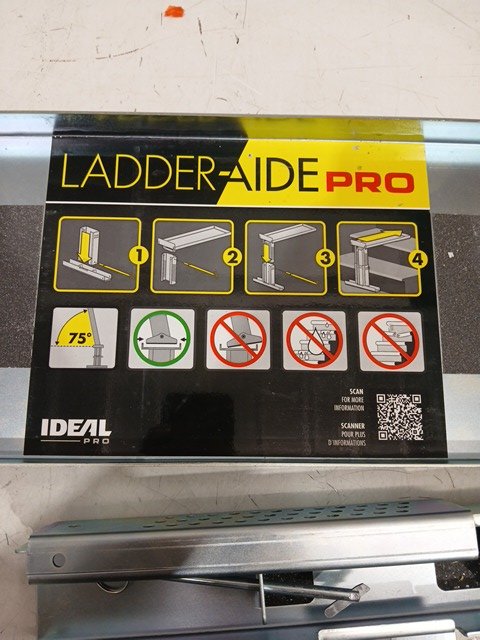 LADDER-AIDE PRO
1
2
3
4
75°
SCAN
FOR MORE
INFORMATION
SCANNER
POUR PLUS
D'INFORMATIONS
IDEAL
PRO